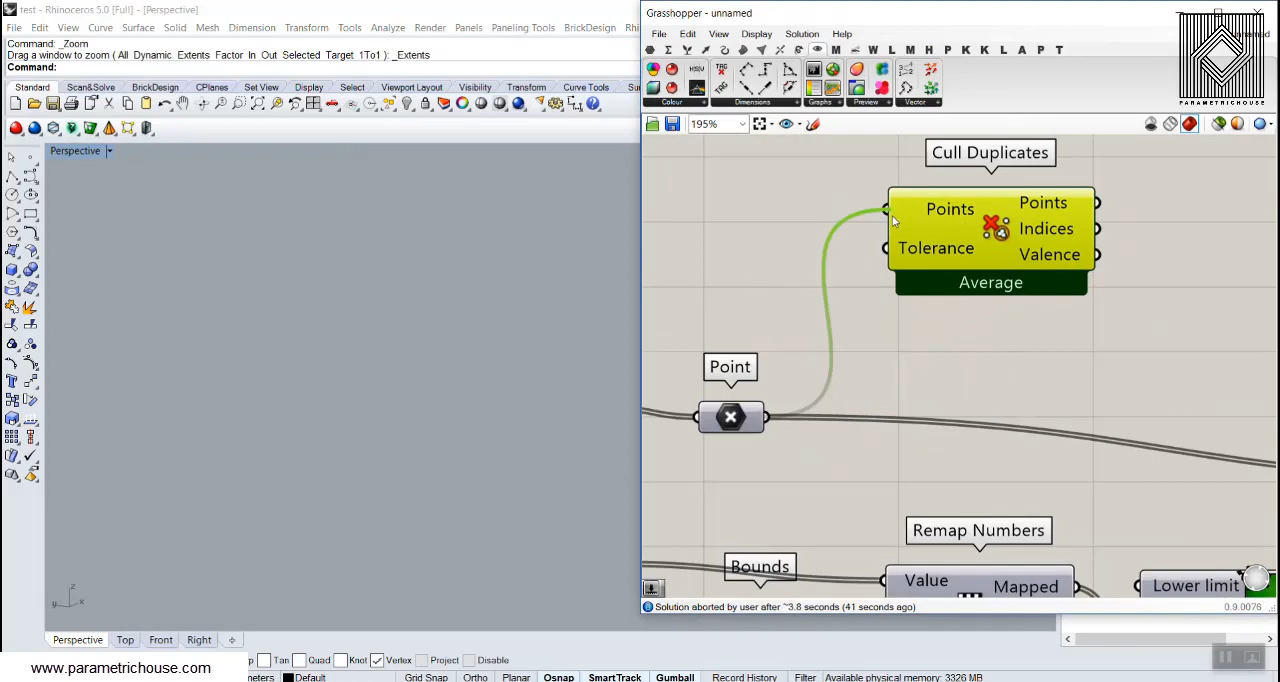 test - Rhinoceros 5.0 [Full] - [Perspective]
File Edit View Curve Surface Solid Mesh Dimension Transform Tools Analyze Render Panels Paneling Tools BrickDesign
Command: _Zoom
Drag a window to zoom ( All Dynamic Extents Factor In Out Selected Target 1To1 ): _Extents
Command:
Standard Scan&Solve BrickDesign CPlanes Set View Display Select Viewport Layout Visibility Transform Curve Tools
Perspective
z
y x
Perspective Top Front Right
Tan Quad Knot Vertex Project Disable
Default Grid Snap Ortho Planar Osnap SmartTrack Gumball Record History Filter Available physical memory: 3326 MB
www.parametrichouse.com
Grasshopper - unnamed
File Edit View Display Solution Help
M W L M H P K K L A P T
Colour Dimensions Graphs Preview Vector
195%
PARAMETRICHOUSE
Cull Duplicates
Points Points
Indices
Tolerance Valence
Average
Point
Remap Numbers
Bounds
Value Mapped
Lower limit
Solution aborted by user after ~3.8 seconds (41 seconds ago)
0.9.0076